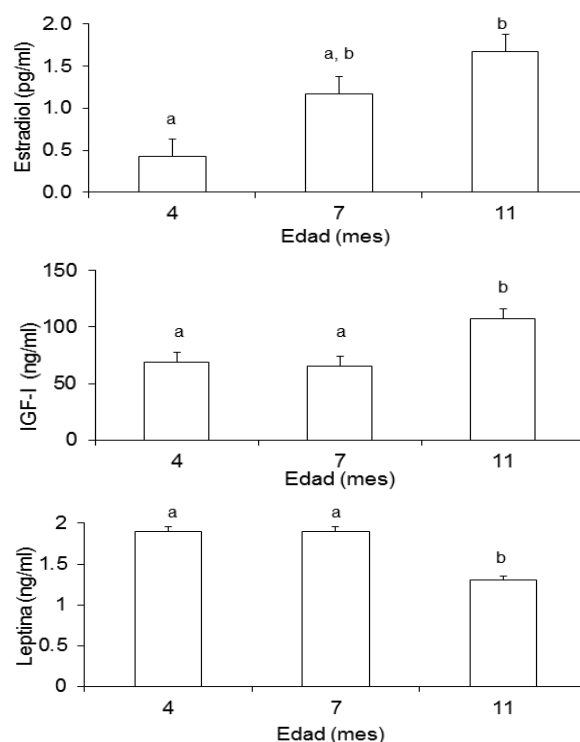 Estradiol (pg/ml)
2.0
1.5
1.0
0.5
0.0
a
a, b
b
4 7 11
Edad (mes)
IGF-I (ng/ml)
150
100
50
0
a
a
b
4 7 11
Edad (mes)
Leptina (ng/ml)
2
1.5
1
0.5
0
a
a
b
4 7 11
Edad (mes)